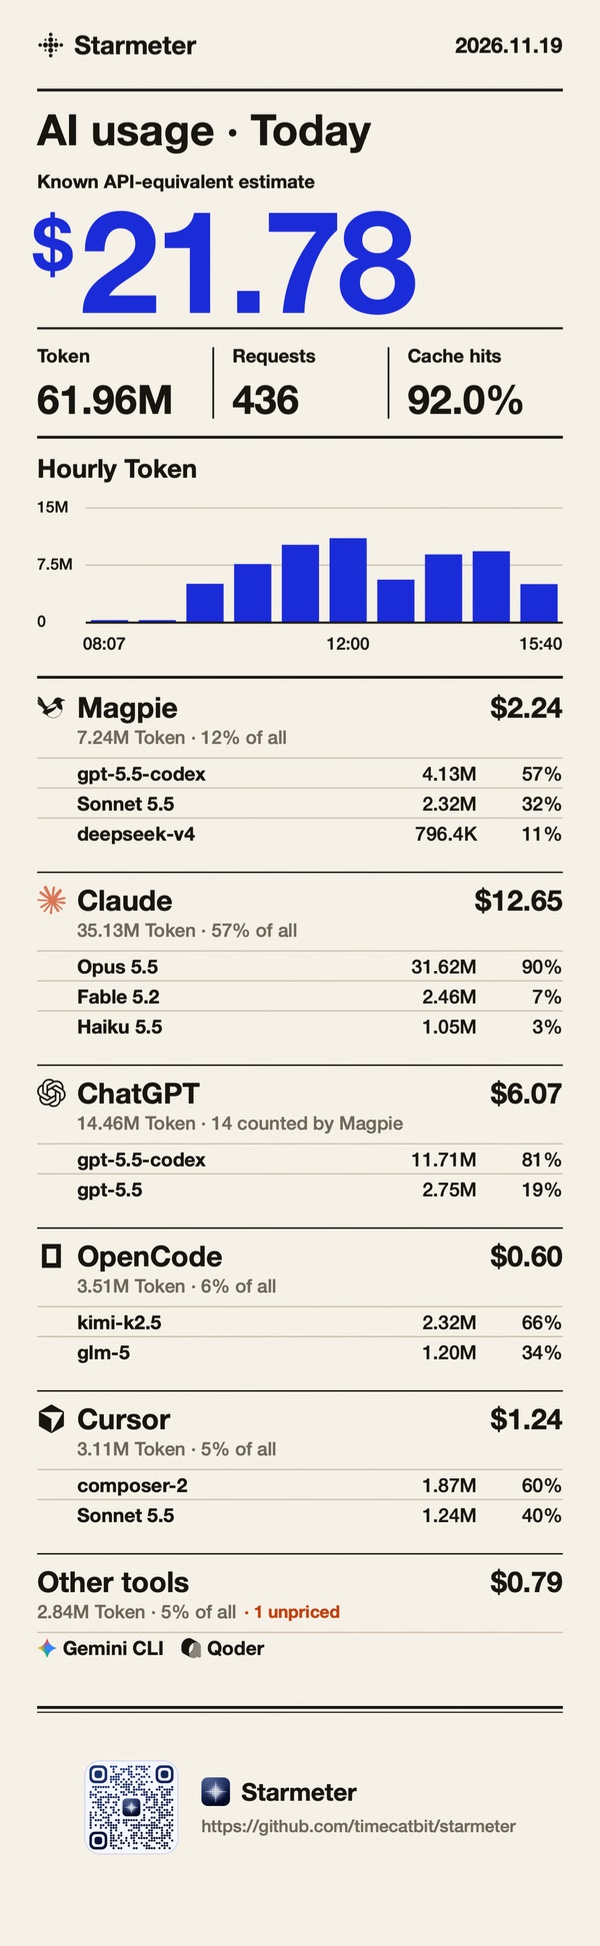 Starmeter 2026.11.19
AI usage · Today
Known API-equivalent estimate
$21.78
Token Requests Cache hits
61.96M 436 92.0%
Hourly Token
15M
7.5M
0
08:07 12:00 15:40
Magpie $2.24
7.24M Token · 12% of all
gpt-5.5-codex 4.13M 57%
Sonnet 5.5 2.32M 32%
deepseek-v4 796.4K 11%
Claude $12.65
35.13M Token · 57% of all
Opus 5.5 31.62M 90%
Fable 5.2 2.46M 7%
Haiku 5.5 1.05M 3%
ChatGPT $6.07
14.46M Token · 14 counted by Magpie
gpt-5.5-codex 11.71M 81%
gpt-5.5 2.75M 19%
OpenCode $0.60
3.51M Token · 6% of all
kimi-k2.5 2.32M 66%
glm-5 1.20M 34%
Cursor $1.24
3.11M Token · 5% of all
composer-2 1.87M 60%
Sonnet 5.5 1.24M 40%
Other tools $0.79
2.84M Token · 5% of all · 1 unpriced
Gemini CLI Qoder
Starmeter
https://github.com/timecatbit/starmeter